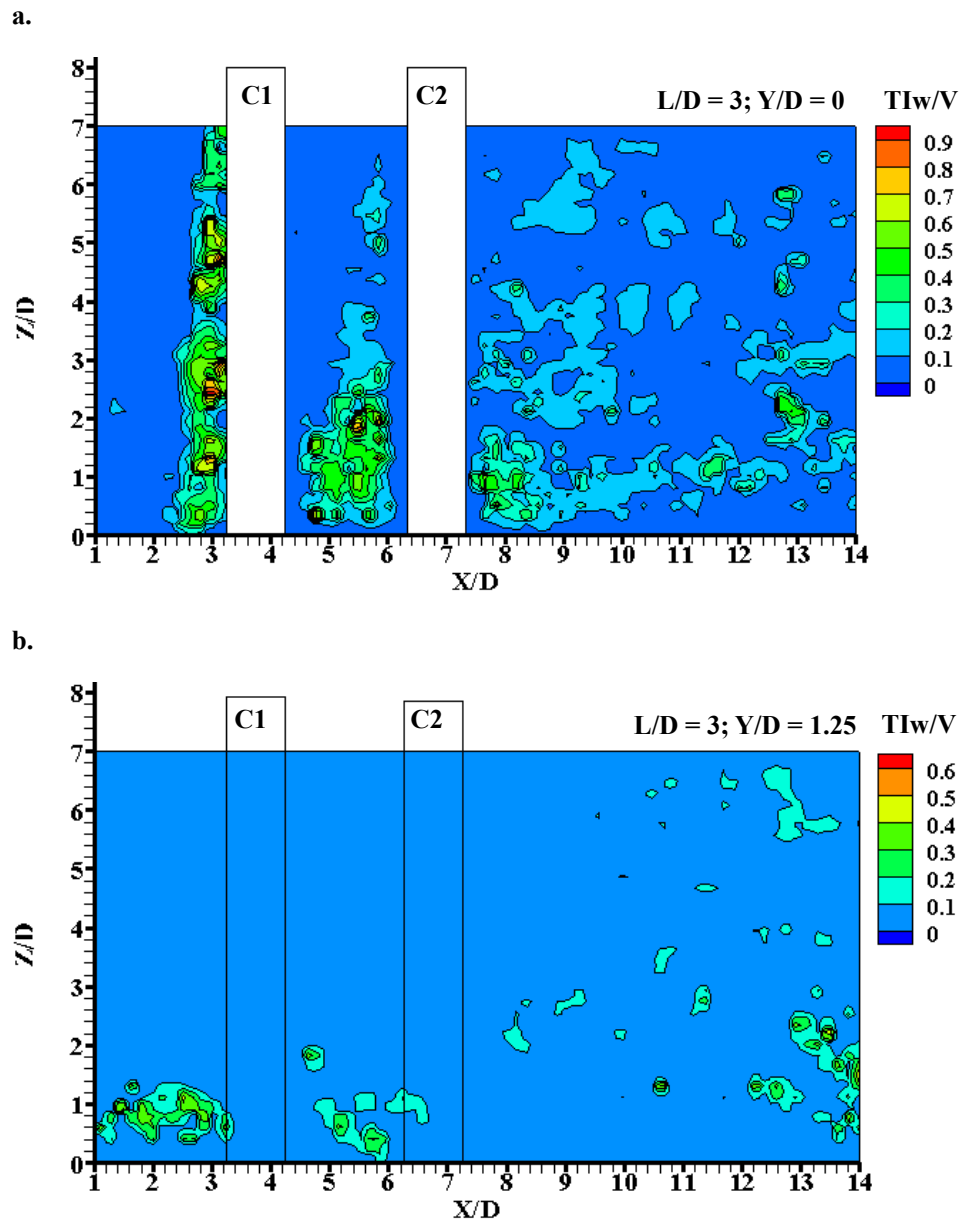 a.
C1
C2
L/D = 3; Y/D = 0
TIw/V
8
7
6
5
4
3
2
1
0
Z/D
0.9
0.8
0.7
0.6
0.5
0.4
0.3
0.2
0.1
0
1 2 3 4 5 6 7 8 9 10 11 12 13 14
X/D
b.
C1
C2
L/D = 3; Y/D = 1.25
TIw/V
8
7
6
5
4
3
2
1
0
Z/D
0.6
0.5
0.4
0.3
0.2
0.1
0
1 2 3 4 5 6 7 8 9 10 11 12 13 14
X/D